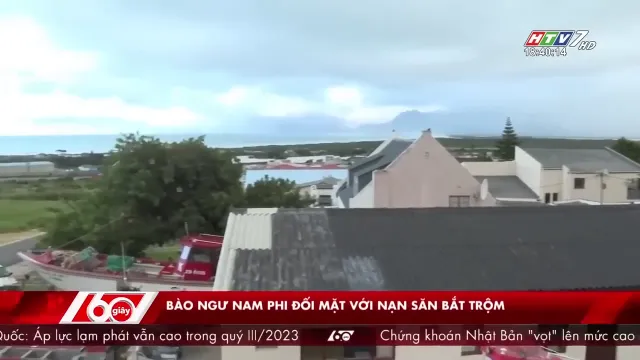 HTV7 HD
18:40:14
60 giây
BÀO NGƯ NAM PHI ĐỐI MẶT VỚI NẠN SĂN BẮT TRỘM
Quốc: Áp lực lạm phát vẫn cao trong quý III/2023
60
Chứng khoán Nhật Bản "vọt" lên mức cao